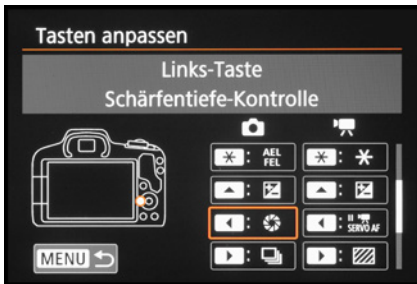 Tasten anpassen
Links-Taste
Schärfentiefe-Kontrolle
AEL
FEL
SERVO AF
MENU